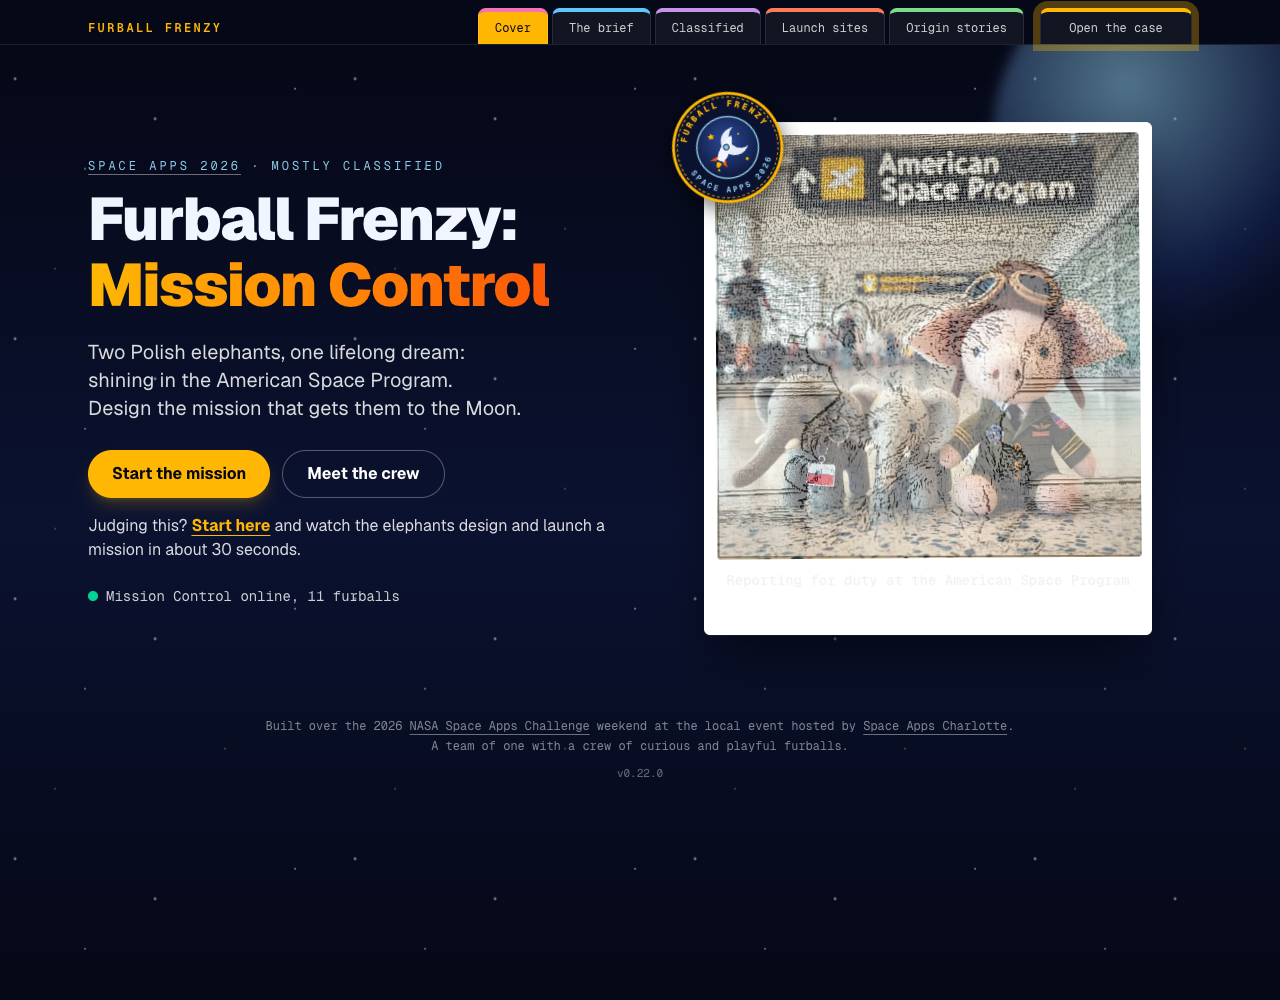 FURBALL FRENZY
Cover
The brief
Classified
Launch sites
Origin stories
Open the case
FURBALL FRENZY
SPACE APPS 2026
American
Space Program
SPACE APPS 2026 · MOSTLY CLASSIFIED
Furball Frenzy:
Mission Control
Two Polish elephants, one lifelong dream:
shining in the American Space Program.
Design the mission that gets them to the Moon.
Start the mission
Meet the crew
Judging this? Start here and watch the elephants design and launch a
mission in about 30 seconds.
Mission Control online, 11 furballs
Reporting for duty at the American Space Program
Built over the 2026 NASA Space Apps Challenge weekend at the local event hosted by Space Apps Charlotte.
A team of one with a crew of curious and playful furballs.
v0.22.0